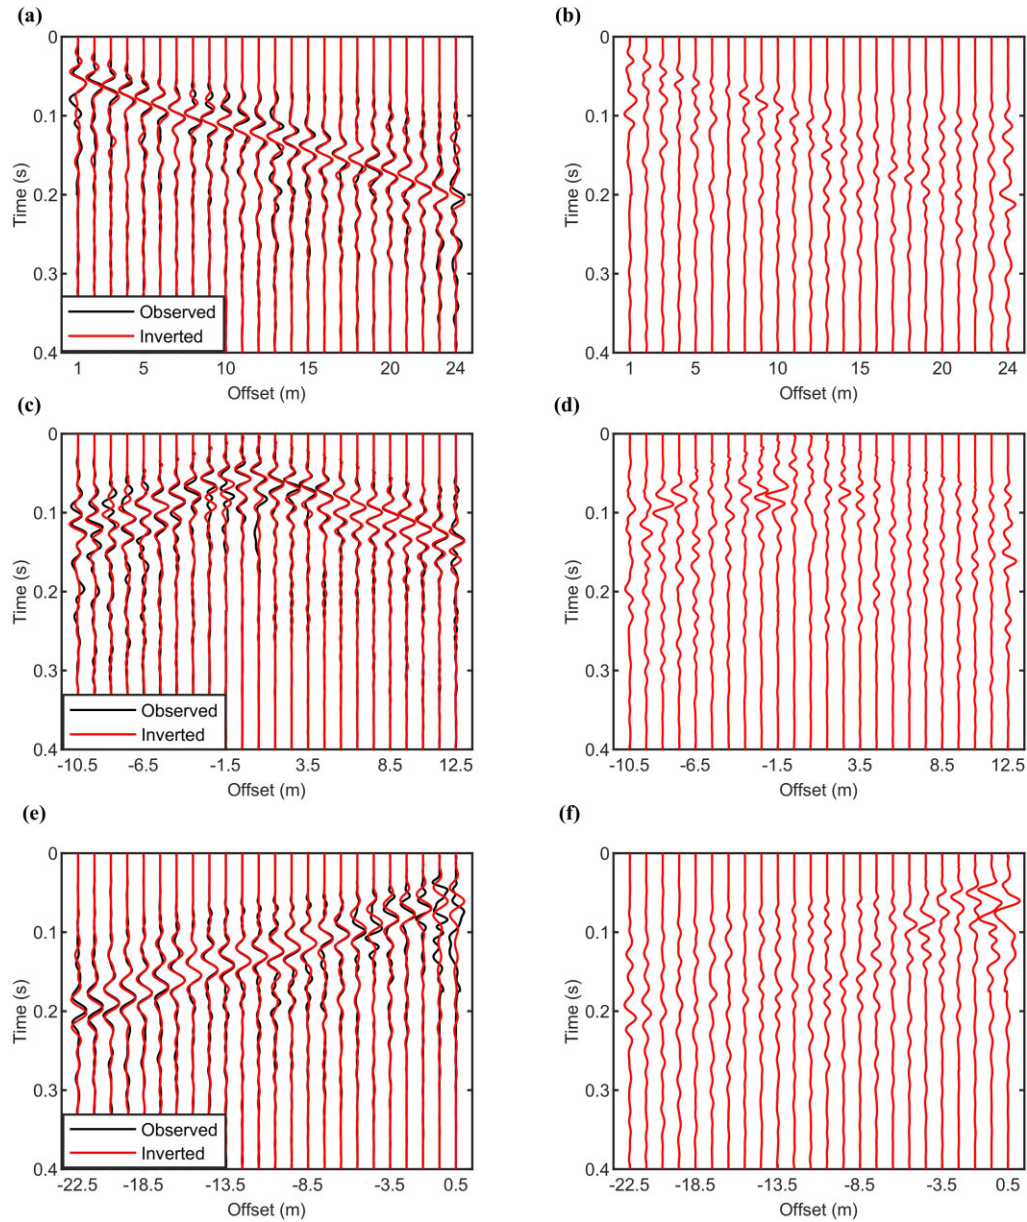 (a)
(b)
0
0.1
0.2
0.3
0.4
Time (s)
Observed
Inverted
1 5 10 15 20 24
Offset (m)
0
0.1
0.2
0.3
0.4
Time (s)
1 5 10 15 20 24
Offset (m)
(c)
(d)
0
0.1
0.2
0.3
0.4
Time (s)
Observed
Inverted
-10.5 -6.5 -1.5 3.5 8.5 12.5
Offset (m)
0
0.1
0.2
0.3
0.4
Time (s)
-10.5 -6.5 -1.5 3.5 8.5 12.5
Offset (m)
(e)
(f)
0
0.1
0.2
0.3
0.4
Time (s)
Observed
Inverted
-22.5 -18.5 -13.5 -8.5 -3.5 0.5
Offset (m)
0
0.1
0.2
0.3
0.4
Time (s)
-22.5 -18.5 -13.5 -8.5 -3.5 0.5
Offset (m)